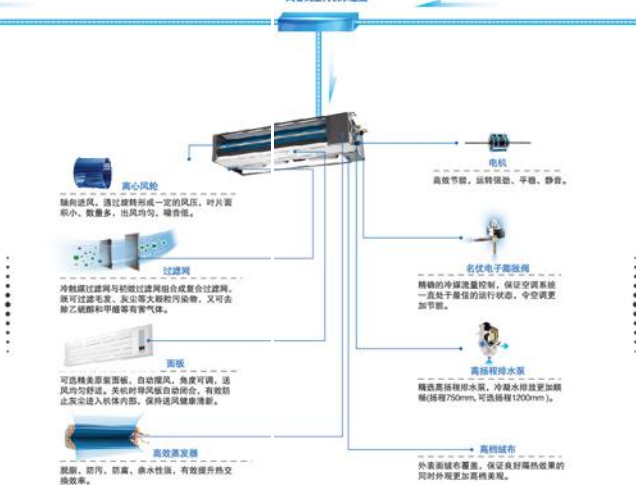 离心风轮
轴向进风，通过旋转形成一定的风压，叶片面
积小、数量多，出风均匀，噪音低。
过滤网
冷触媒过滤网与初效过滤网组合成复合过滤网，
既可过滤毛发、灰尘等大颗粒污染物，又可去
除乙硫醇和甲醛等有害气体。
面板
可选精美原装面板，自动摆风，角度可调，送
风均匀舒适。关机时导风板自动闭合，有效防
止灰尘进入机体内部，保持送风健康清新。
高效蒸发器
脱脂、防污、防腐、亲水性强，有效提升热交
换效率。
电机
高效节能，运转强劲、平稳、静音。
名优电子膨胀阀
精确的冷媒流量控制，保证空调系统
一直处于最佳的运行状态，令空调更
加节能。
高扬程排水泵
精选高扬程排水泵，冷凝水排放更加顺
畅(扬程750mm,可选扬程1200mm)。
高档绒布
外表面绒布覆盖，保证良好隔热效果的
同时外观更加高档美观。